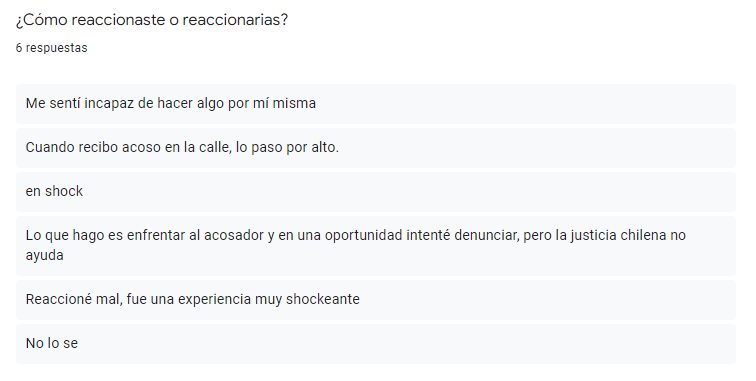 ¿Cómo reaccionaste o reaccionarias?
6 respuestas
Me sentí incapaz de hacer algo por mí misma
Cuando recibo acoso en la calle, lo paso por alto.
en shock
Lo que hago es enfrentar al acosador y en una oportunidad intenté denunciar, pero la justicia chilena no
ayuda
Reaccioné mal, fue una experiencia muy shockeante
No lo se